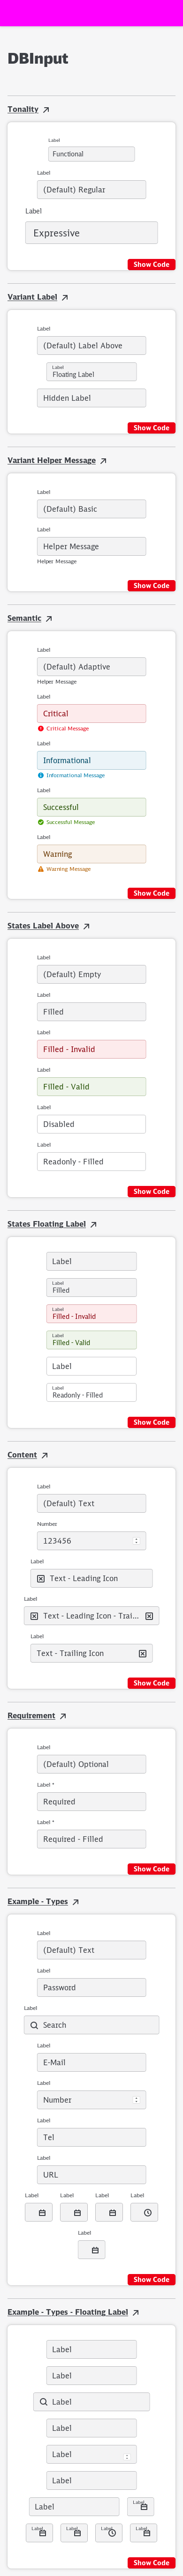 DBInput
Tonality
Label
Functional
Label
(Default) Regular
Label
Expressive
Show Code
Variant Label
Label
(Default) Label Above
Label
Floating Label
Hidden Label
Show Code
Variant Helper Message
Label
(Default) Basic
Label
Helper Message
Helper Message
Show Code
Semantic
Label
(Default) Adaptive
Helper Message
Label
Critical
Critical Message
Label
Informational
Informational Message
Label
Successful
Successful Message
Label
Warning
Warning Message
Show Code
States Label Above
Label
(Default) Empty
Label
Filled
Label
Filled - Invalid
Label
Filled - Valid
Label
Disabled
Label
Readonly - Filled
Show Code
States Floating Label
Label
Label
Filled
Label
Filled - Invalid
Label
Filled - Valid
Label
Label
Readonly - Filled
Show Code
Content
Label
(Default) Text
Number
123456
Label
Text - Leading Icon
Label
Text - Leading Icon - Trai...
Label
Text - Trailing Icon
Show Code
Requirement
Label
(Default) Optional
Label *
Required
Label *
Required - Filled
Show Code
Example - Types
Label
(Default) Text
Label
Password
Label
Search
Label
E-Mail
Label
Number
Label
Tel
Label
URL
Label Label Label Label
Label
Show Code
Example - Types - Floating Label
Label
Label
Label
Label
Label
Label
Label Label
Label Label Label Label
Show Code